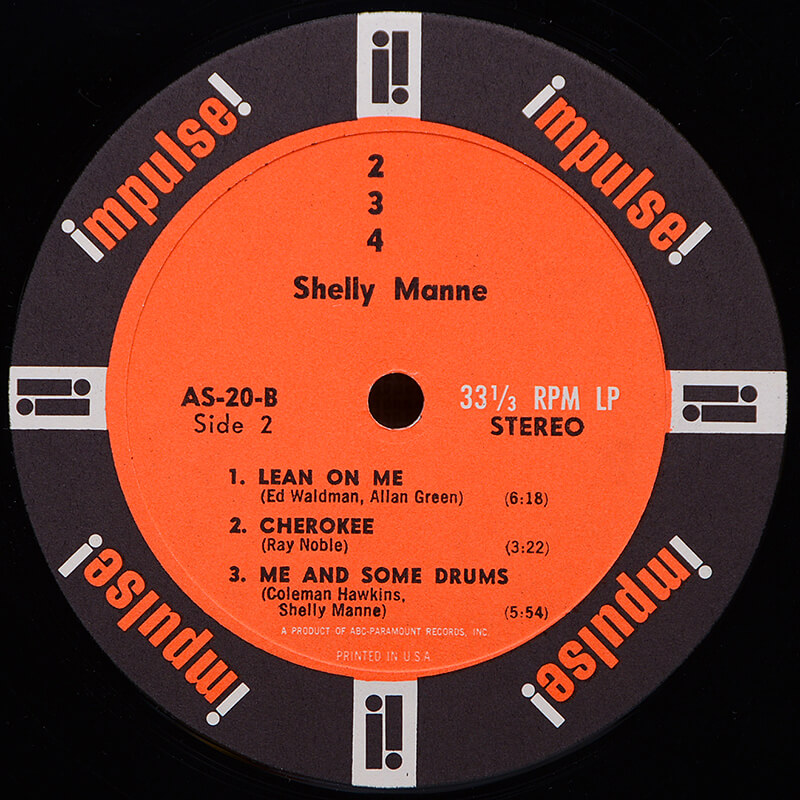 impulse!
impulse!
2
3
4
Shelly Manne
AS-20-B
Side 2
33 1/3 RPM LP
STEREO
1. LEAN ON ME
(Ed Waldman, Allan Green) (6:18)
2. CHEROKEE
(Ray Noble) (3:22)
3. ME AND SOME DRUMS
(Coleman Hawkins,
Shelly Manne) (5:54)
A PRODUCT OF ABC-PARAMOUNT RECORDS, INC.
PRINTED IN U.S.A.
impulse!
impulse!